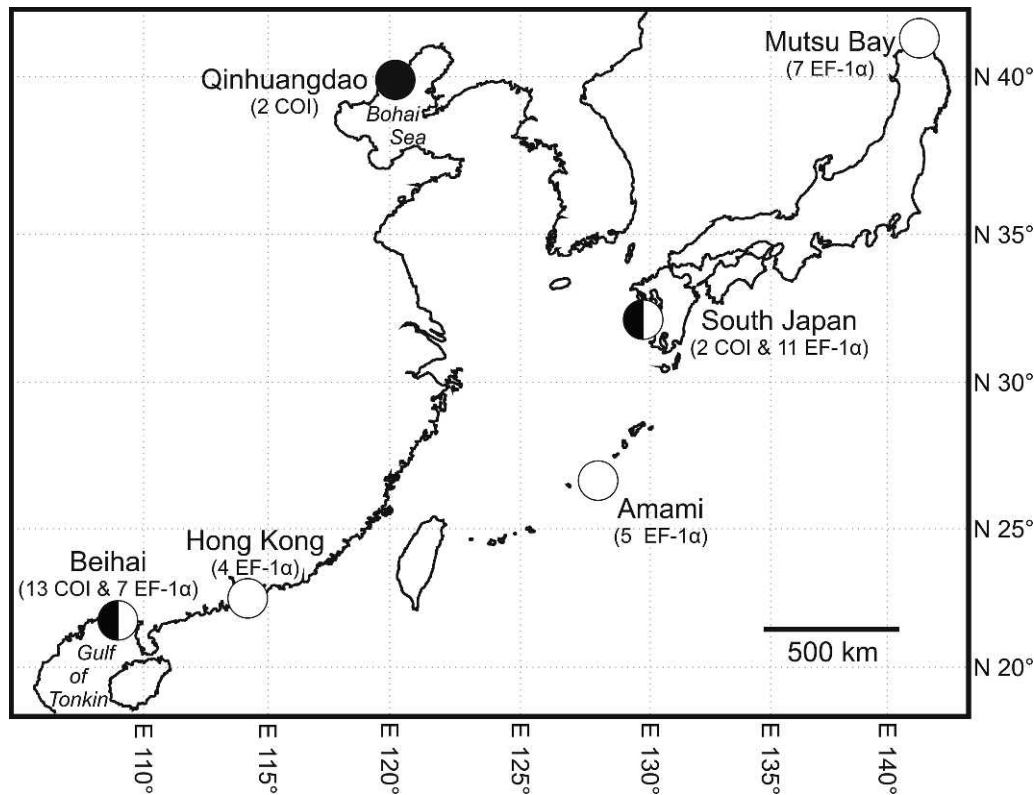 Mutsu Bay
(7 EF-1α)
Qinhuangdao
(2 COI)
Bohai
Sea
N 40°
N 35°
South Japan
(2 COI & 11 EF-1α)
N 30°
Amami
(5 EF-1α)
N 25°
Hong Kong
(4 EF-1α)
Beihai
(13 COI & 7 EF-1α)
Gulf
of
Tonkin
500 km
N 20°
E 110°
E 115°
E 120°
E 125°
E 130°
E 135°
E 140°